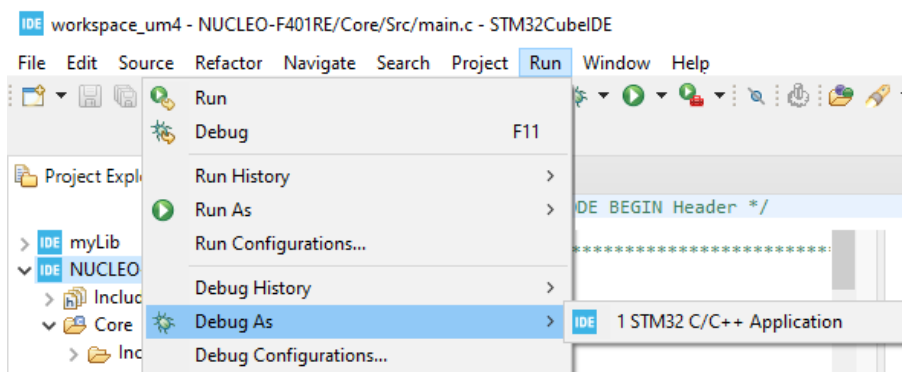 IDE workspace_um4 - NUCLEO-F401RE/Core/Src/main.c - STM32CubeIDE
File Edit Source Refactor Navigate Search Project Run Window Help
Run
Debug F11
Project Expl
Run History >
Run As >
DE BEGIN Header */
IDE myLib
Run Configurations...
*****************************
IDE NUCLEO
Debug History >
Includ
Core
Debug As >
IDE 1 STM32 C/C++ Application
Inc
Debug Configurations...